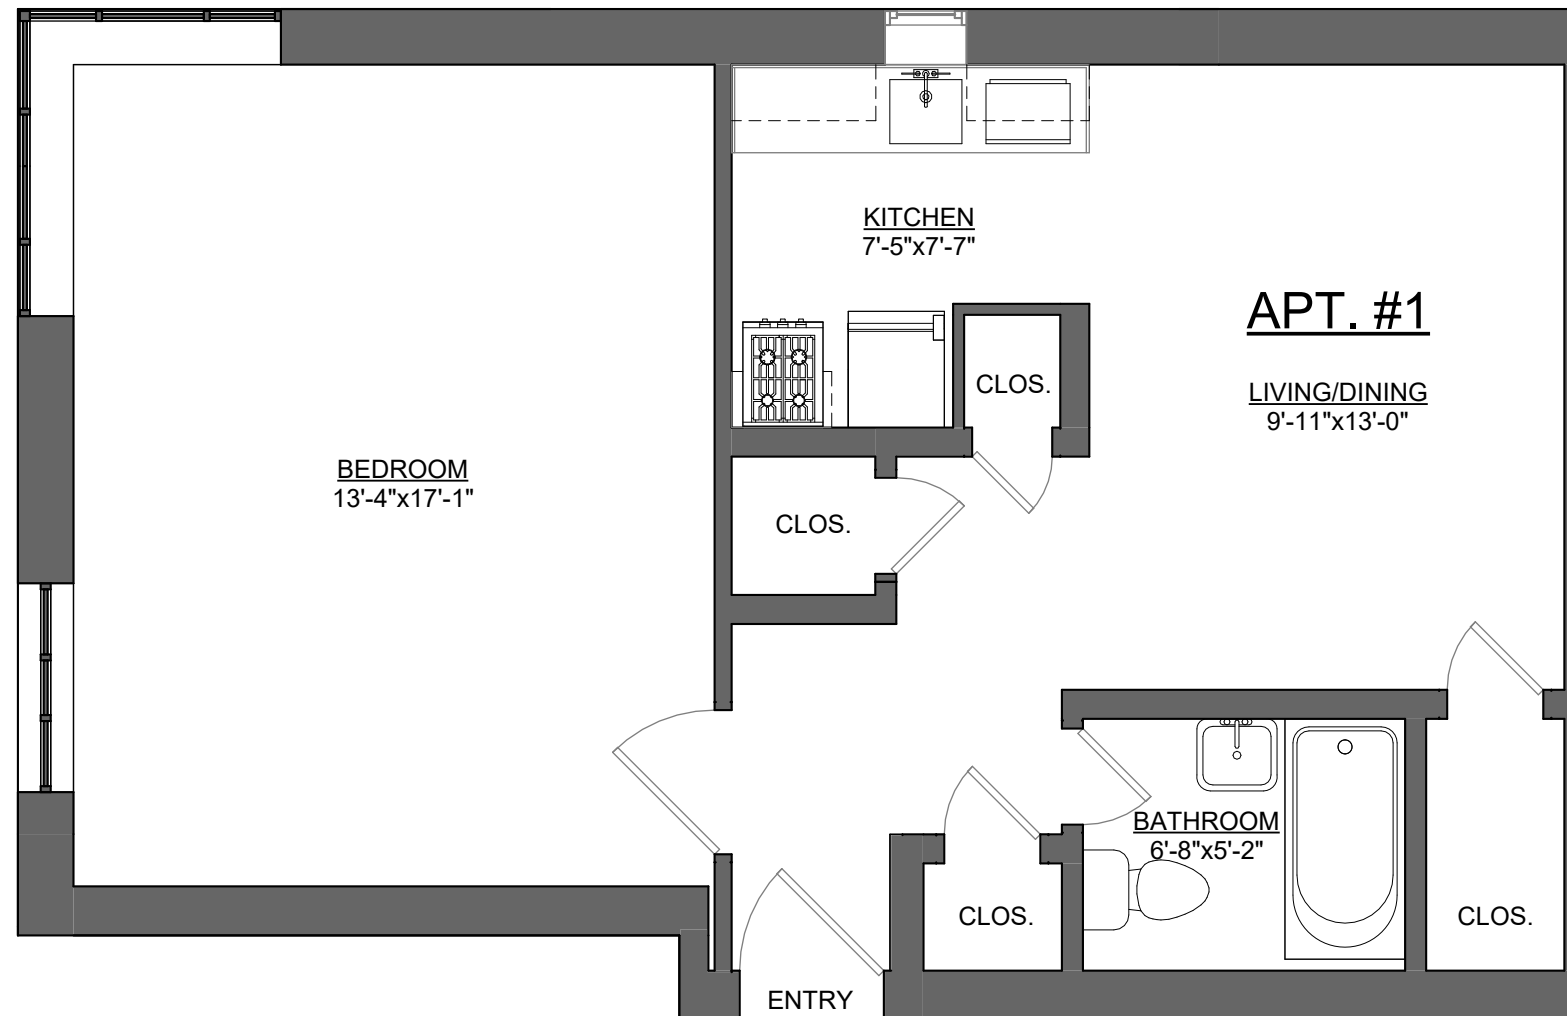 KITCHEN
7'-5"x7'-7"
APT. #1
CLOS.
LIVING/DINING
9'-11"x13'-0"
BEDROOM
13'-4"x17'-1"
CLOS.
BATHROOM
6'-8"x5'-2"
CLOS.
CLOS.
ENTRY